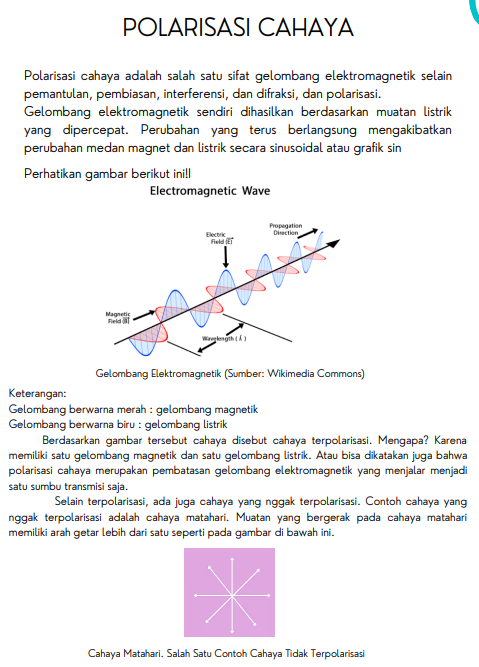 POLARISASI CAHAYA
Polarisasi cahaya adalah salah satu sifat gelombang elektromagnetik selain
pemantulan, pembiasan, interferensi, dan difraksi, dan polarisasi.
Gelombang elektromagnetik sendiri dihasilkan berdasarkan muatan listrik
yang dipercepat. Perubahan yang terus berlangsung mengakibatkan
perubahan medan magnet dan listrik secara sinusoidal atau grafik sin
Perhatikan gambar berikut ini!l
Electromagnetic Wave
Propagation
Direction
Electric
Field (E)
Magnetic
Field (B)
Wavelength (λ)
Gelombang Elektromagnetik (Sumber: Wikimedia Commons)
Keterangan:
Gelombang berwarna merah : gelombang magnetik
Gelombang berwarna biru : gelombang listrik
Berdasarkan gambar tersebut cahaya disebut cahaya terpolarisasi. Mengapa? Karena
memiliki satu gelombang magnetik dan satu gelombang listrik. Atau bisa dikatakan juga bahwa
polarisasi cahaya merupakan pembatasan gelombang elektromagnetik yang menjalar menjadi
satu sumbu transmisi saja.
Selain terpolarisasi, ada juga cahaya yang nggak terpolarisasi. Contoh cahaya yang
nggak terpolarisasi adalah cahaya matahari. Muatan yang bergerak pada cahaya matahari
memiliki arah getar lebih dari satu seperti pada gambar di bawah ini.
Cahaya Matahari. Salah Satu Contoh Cahaya Tidak Terpolarisasi